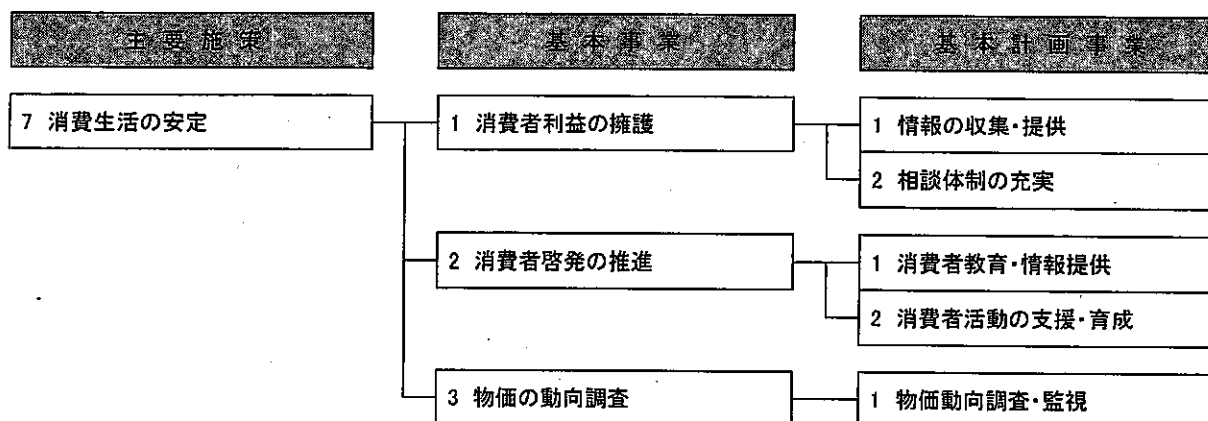 主要施策
基本事業
基本計画事業
7 消費生活の安定
1 消費者利益の擁護
1 情報の収集・提供
2 相談体制の充実
2 消費者啓発の推進
1 消費者教育・情報提供
2 消費者活動の支援・育成
3 物価の動向調査
1 物価動向調査・監視